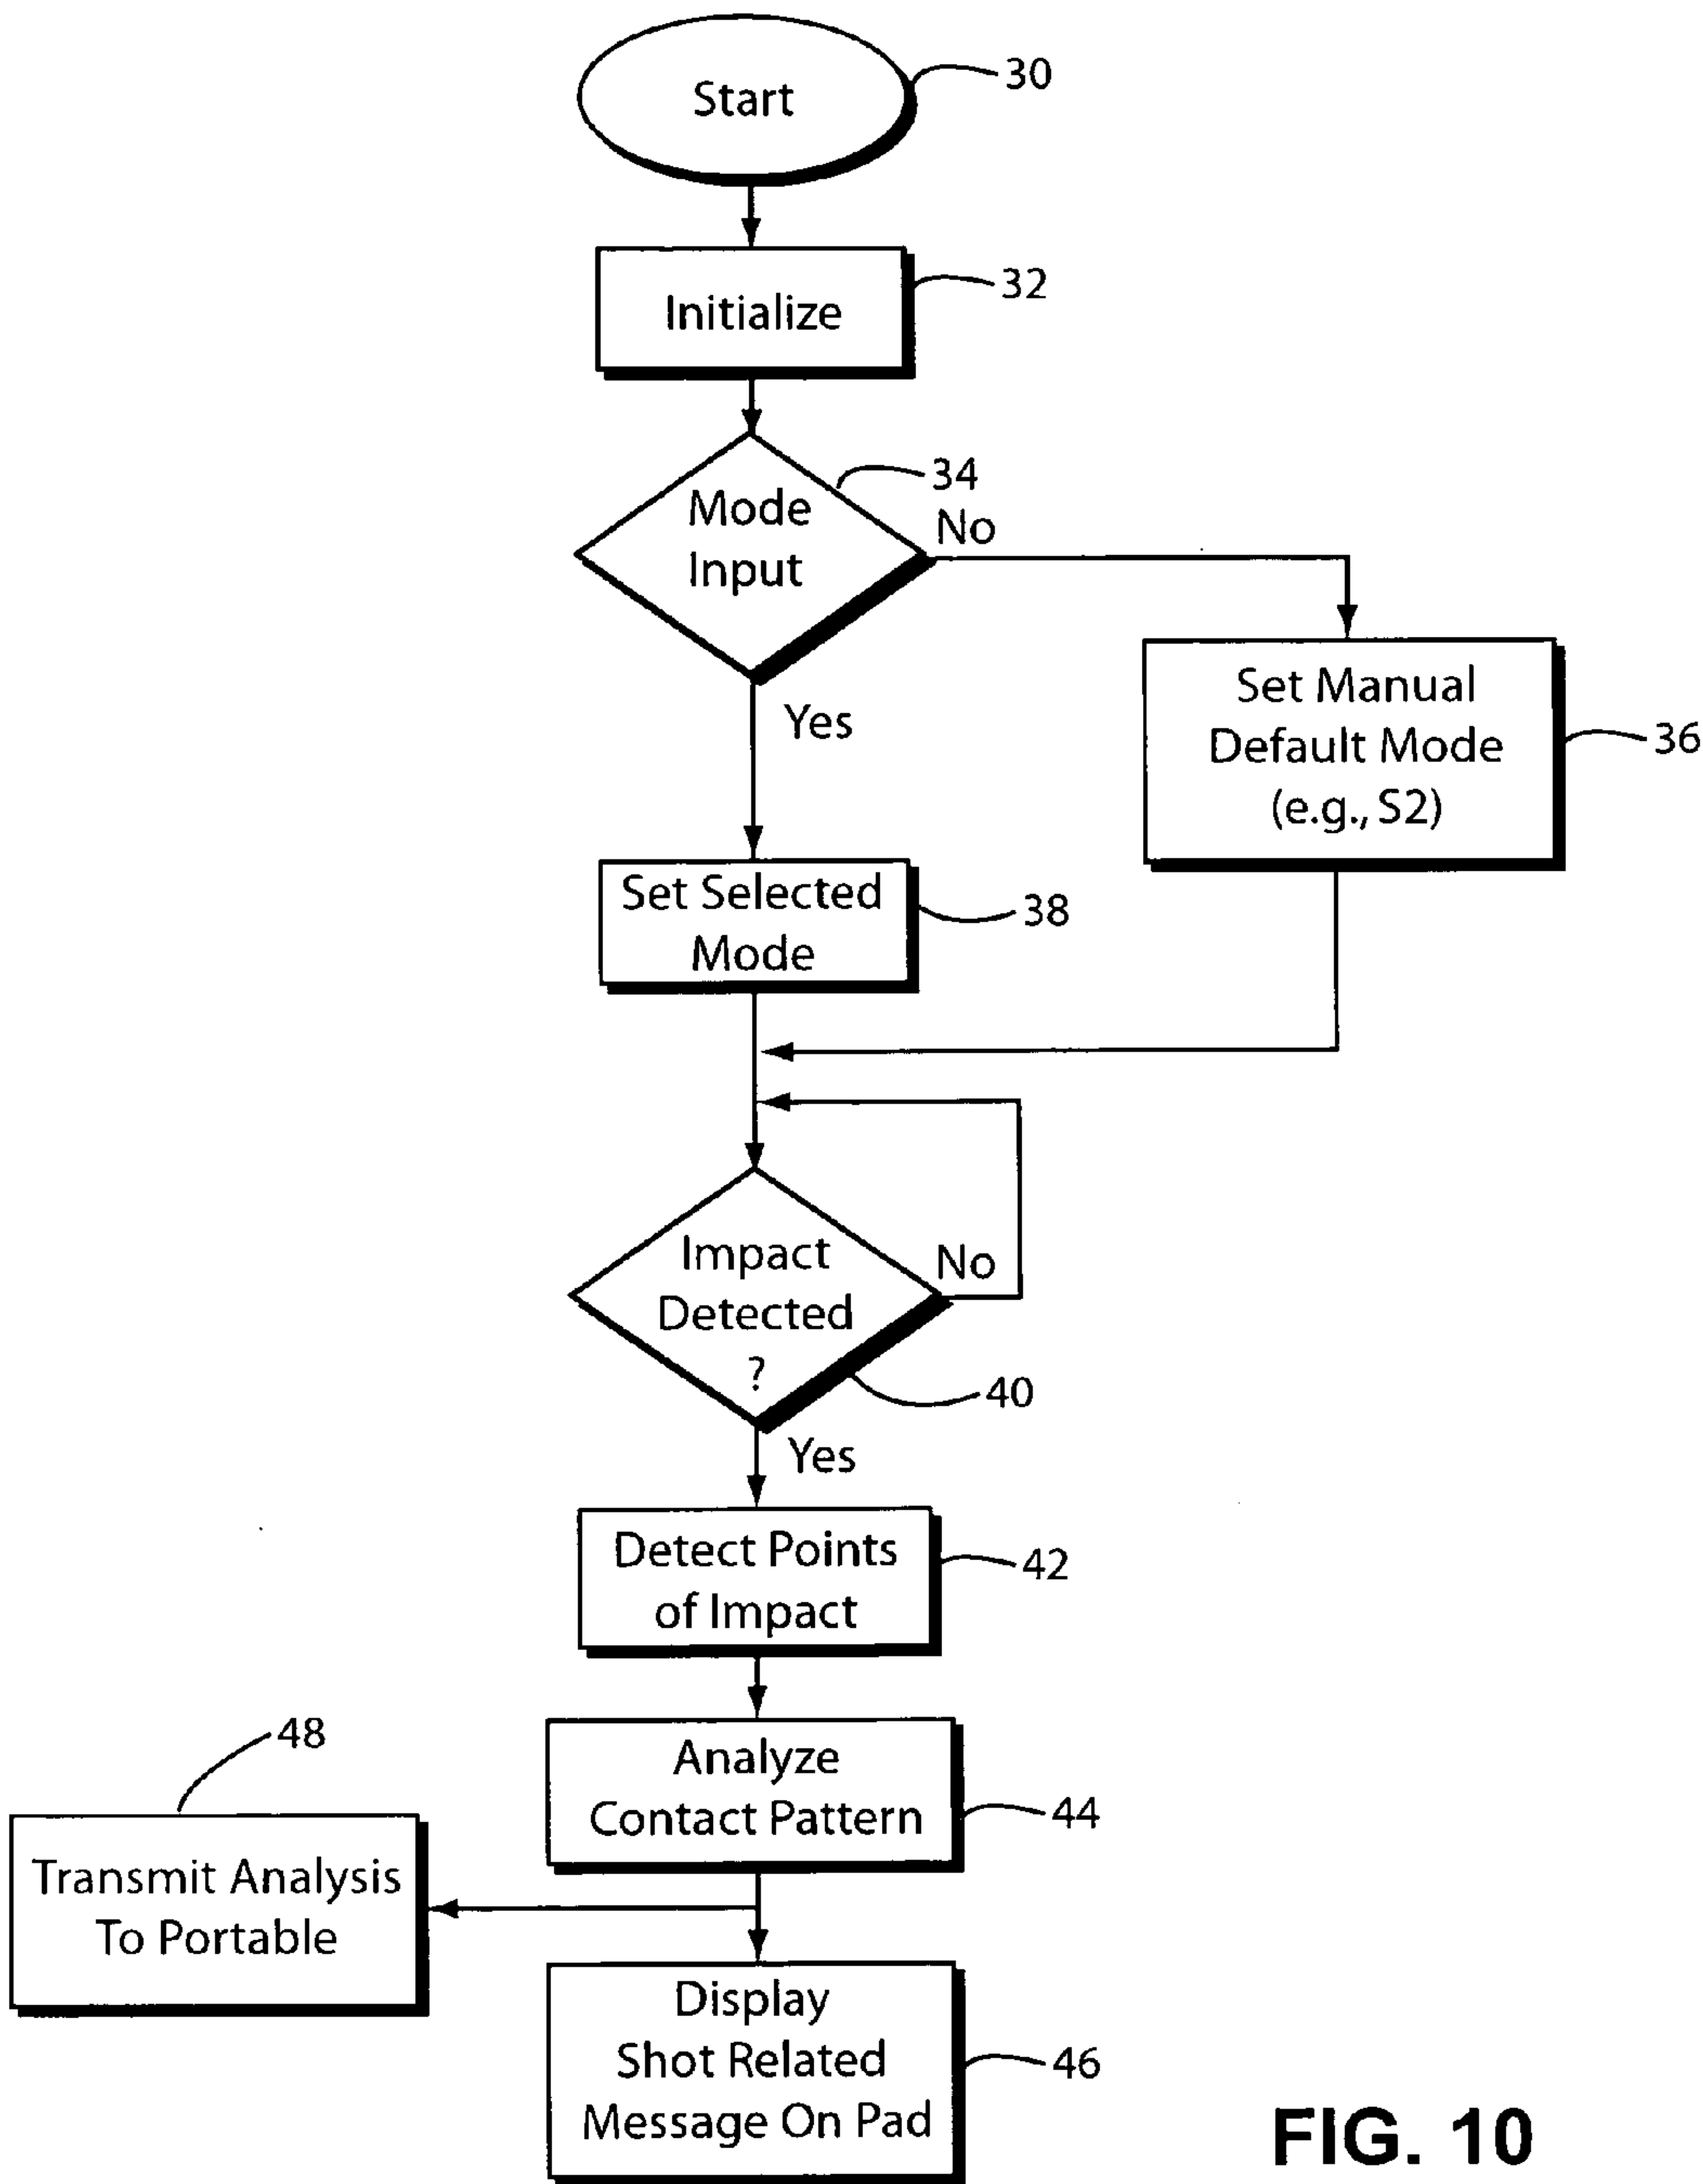 Start
30
Initialize
32
34
Mode
Input
No
Yes
Set Manual
Default Mode
(e.g., S2)
36
Set Selected
Mode
38
Impact
Detected
?
No
40
Yes
Detect Points
of Impact
42
Analyze
Contact Pattern
44
48
Transmit Analysis
To Portable
Display
Shot Related
Message On Pad
46
FIG. 10